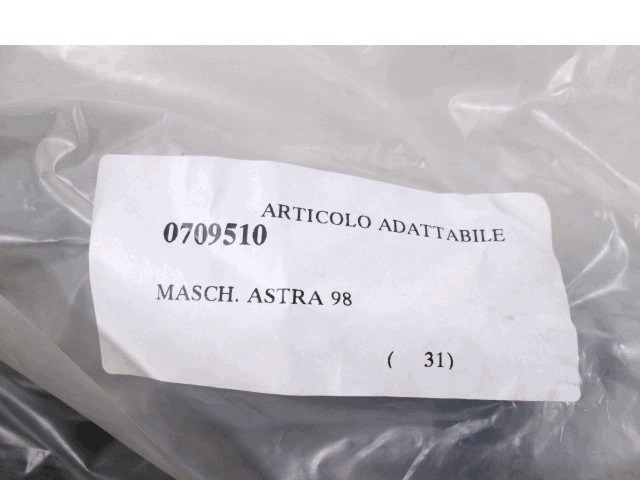 ARTICOLO ADATTABILE
0709510
MASCH. ASTRA 98
( 31)